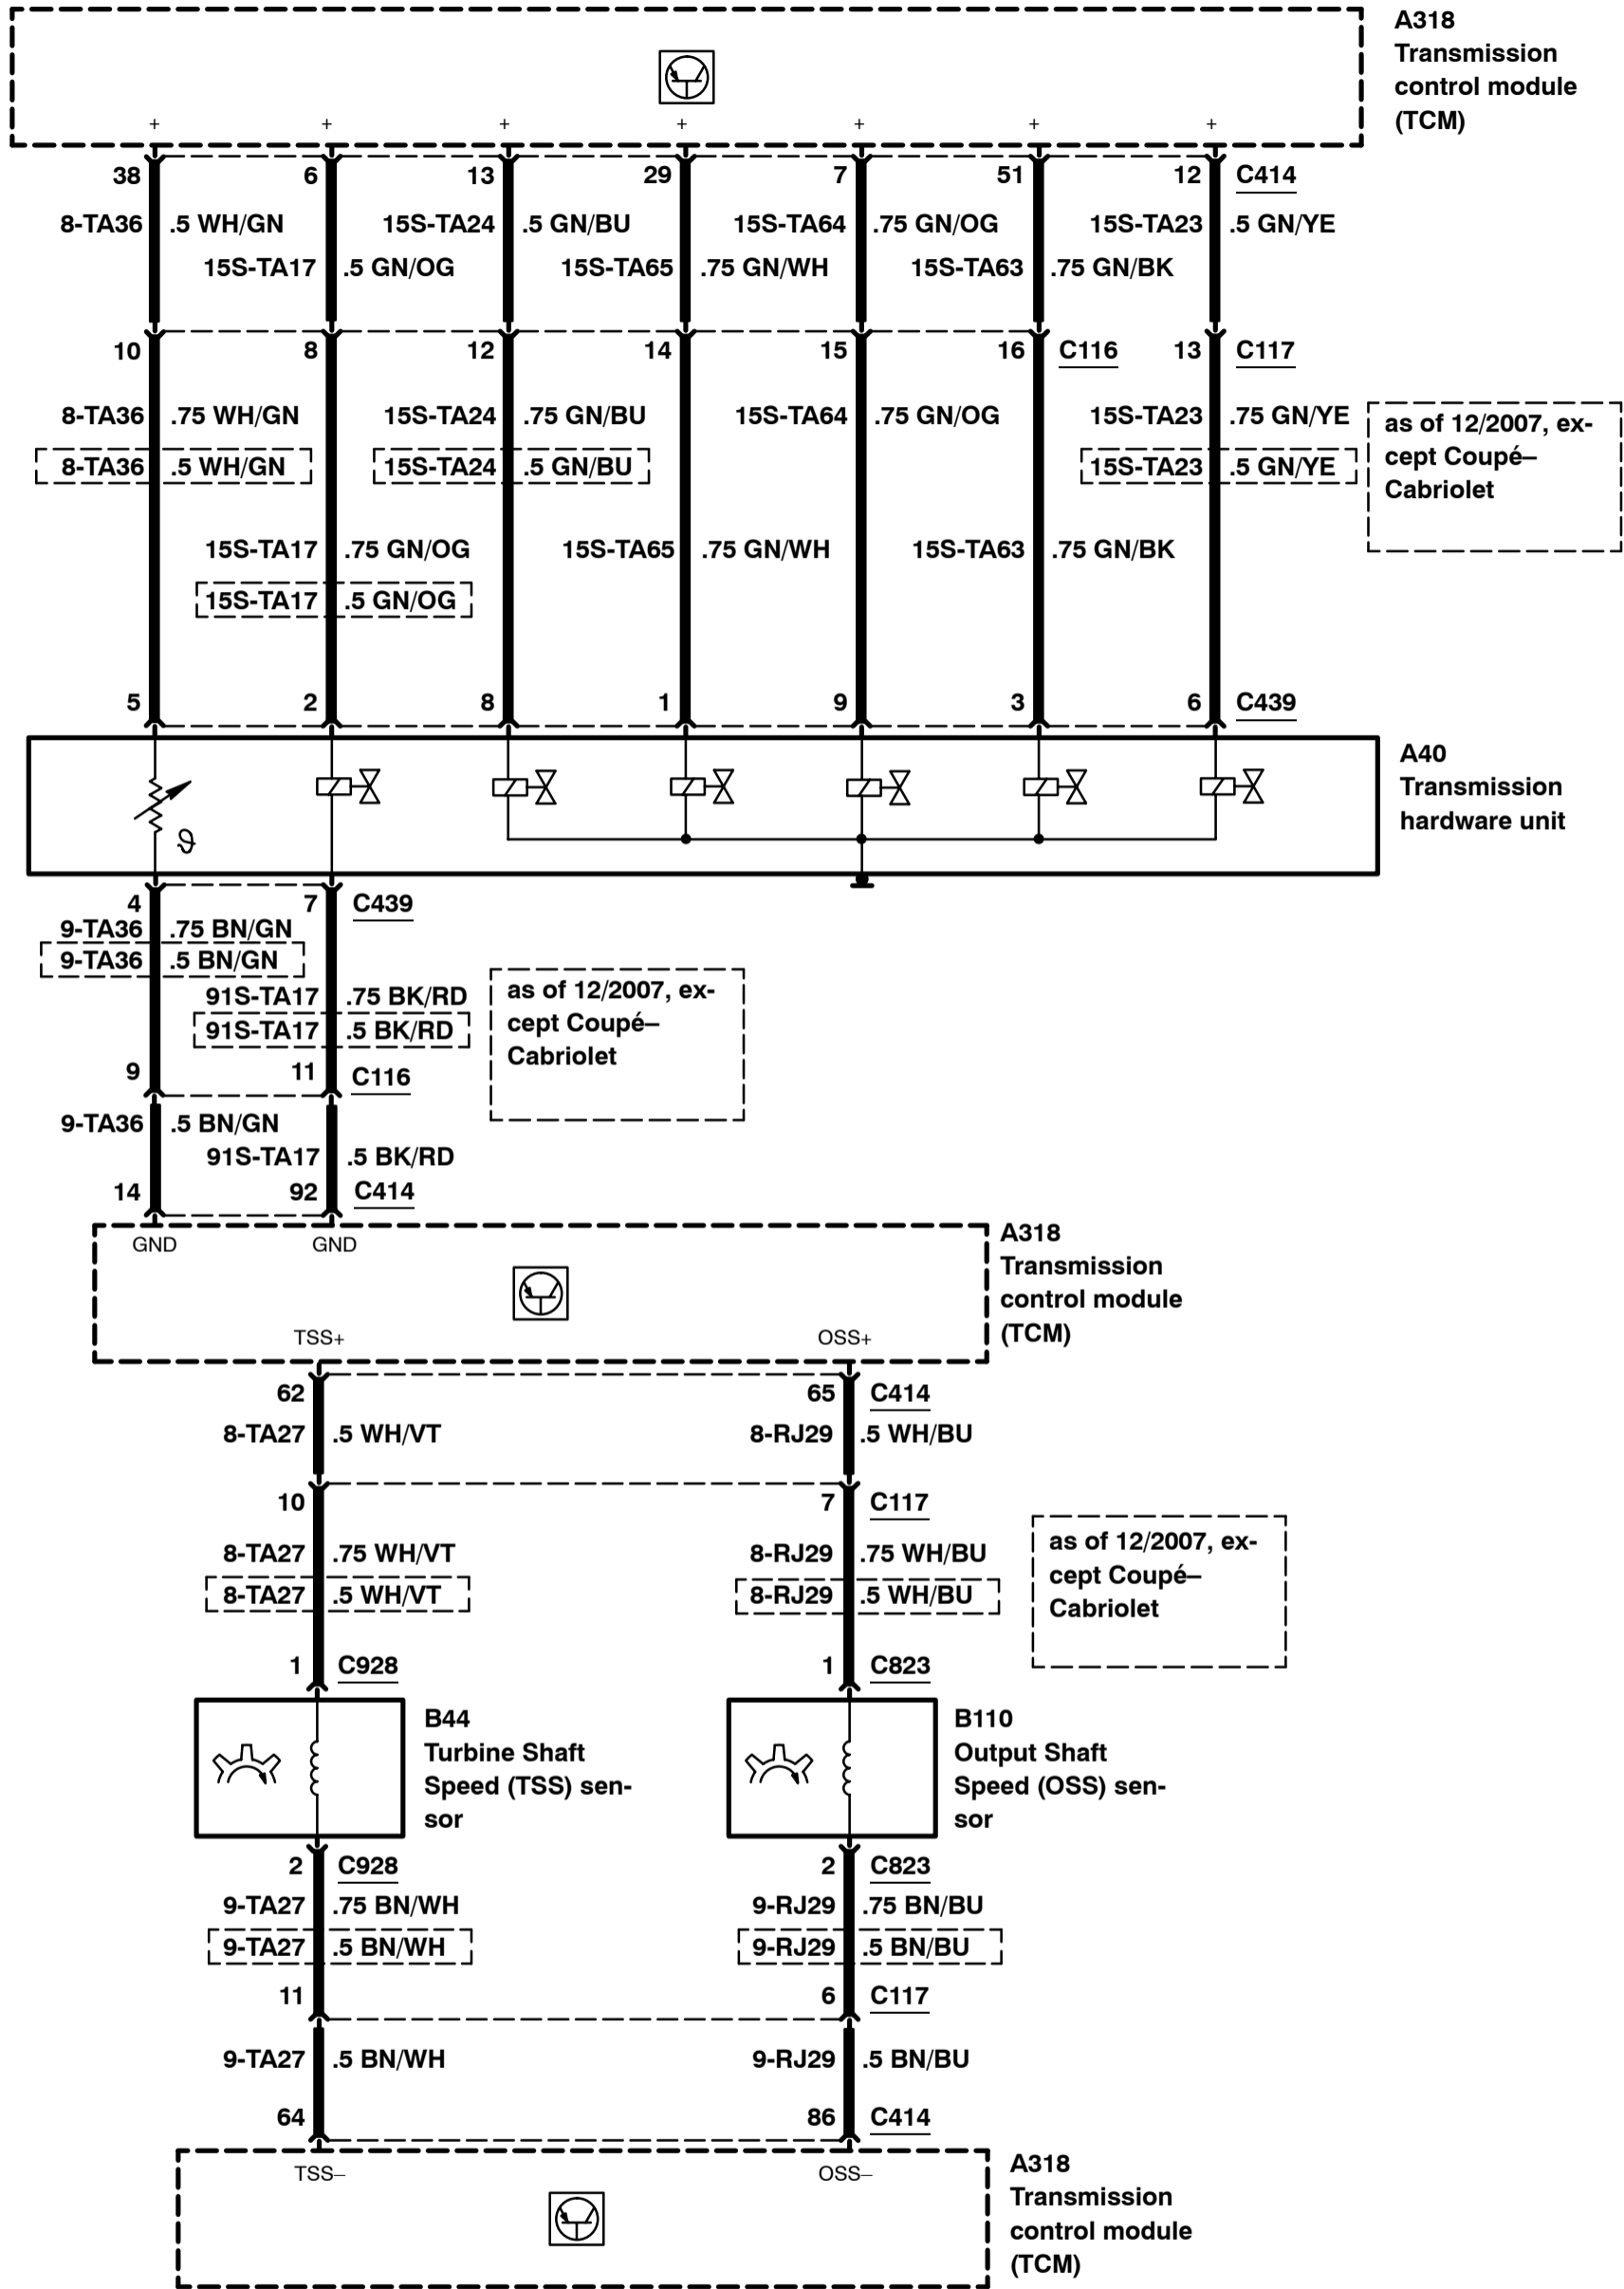 A318
Transmission
control module
(TCM)
+ + + + + + +
38 6 13 29 7 51 12 C414
8-TA36 .5 WH/GN 15S-TA24 .5 GN/BU 15S-TA64 .75 GN/OG 15S-TA23 .5 GN/YE
15S-TA17 .5 GN/OG 15S-TA65 .75 GN/WH 15S-TA63 .75 GN/BK
10 8 12 14 15 16 C116 13 C117
8-TA36 .75 WH/GN 15S-TA24 .75 GN/BU 15S-TA64 .75 GN/OG 15S-TA23 .75 GN/YE
8-TA36 .5 WH/GN 15S-TA24 .5 GN/BU 15S-TA23 .5 GN/YE
as of 12/2007, ex-
cept Coupé–
Cabriolet
15S-TA17 .75 GN/OG 15S-TA65 .75 GN/WH 15S-TA63 .75 GN/BK
15S-TA17 .5 GN/OG
5 2 8 1 9 3 6 C439
A40
Transmission
hardware unit
ϑ
4 7 C439
9-TA36 .75 BN/GN
9-TA36 .5 BN/GN
91S-TA17 .75 BK/RD
91S-TA17 .5 BK/RD
as of 12/2007, ex-
cept Coupé–
Cabriolet
9 11 C116
9-TA36 .5 BN/GN
91S-TA17 .5 BK/RD
14 92 C414
GND GND
A318
Transmission
control module
(TCM)
TSS+ OSS+
62 65 C414
8-TA27 .5 WH/VT 8-RJ29 .5 WH/BU
10 7 C117
8-TA27 .75 WH/VT 8-RJ29 .75 WH/BU
8-TA27 .5 WH/VT 8-RJ29 .5 WH/BU
as of 12/2007, ex-
cept Coupé–
Cabriolet
1 C928 1 C823
B44
Turbine Shaft
Speed (TSS) sen-
sor
B110
Output Shaft
Speed (OSS) sen-
sor
2 C928 2 C823
9-TA27 .75 BN/WH 9-RJ29 .75 BN/BU
9-TA27 .5 BN/WH 9-RJ29 .5 BN/BU
11 6 C117
9-TA27 .5 BN/WH 9-RJ29 .5 BN/BU
64 86 C414
TSS– OSS–
A318
Transmission
control module
(TCM)